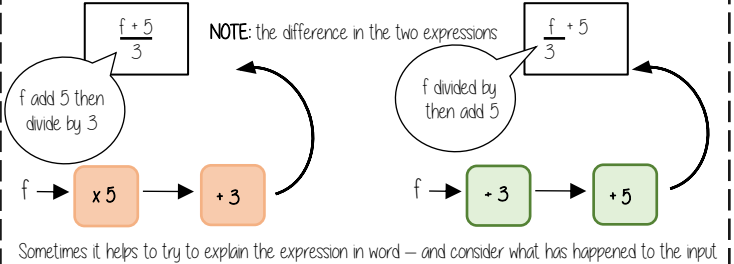 f + 5
3
NOTE: the difference in the two expressions
f + 5
3
f add 5 then
divide by 3
f divided by
then add 5
f
x 5
÷ 3
f
÷ 3
+ 5
Sometimes it helps to try to explain the expression in word – and consider what has happened to the input